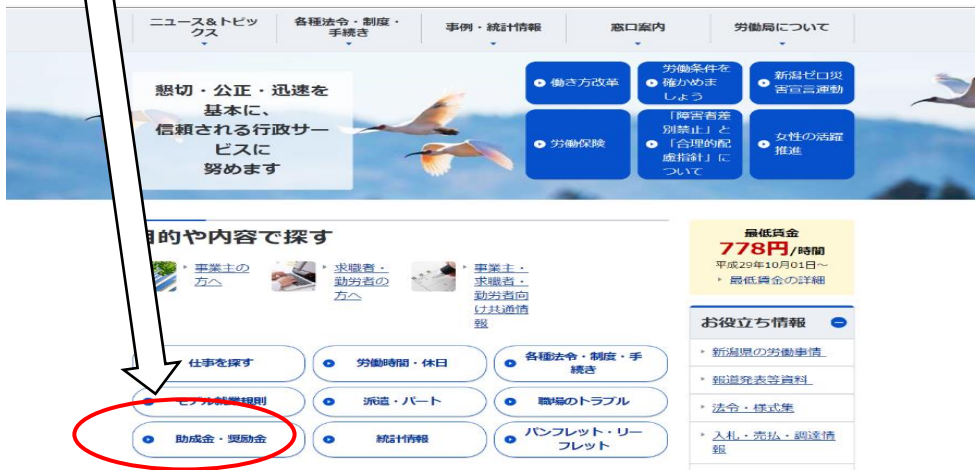 ニュース＆トピッ
クス
各種法令・制度・
手続き
事例・統計情報
窓口案内
労働局について
懇切・公正・迅速を
基本に、
信頼される行政サー
ビスに
努めます
働き方改革
労働条件を
確かめま
しょう
新潟ゼロ災
害宣言運動
労働保険
「障害者差
別禁止」と
「合理的配
慮指針」に
ついて
女性の活躍
推進
目的や内容で探す
事業主の
方へ
求職者・
勤労者の
方へ
事業主・
求職者・
勤労者向
け共通情
報
仕事を探す
労働時間・休日
各種法令・制度・手
続き
モデル就業規則
派遣・パート
職場のトラブル
助成金・奨励金
統計情報
パンフレット・リー
フレット
最低賃金
778円/時間
平成29年10月01日～
最低賃金の詳細
お役立ち情報
新潟県の労働事情
報道発表等資料
法令・様式集
入札・売払・調達情
報